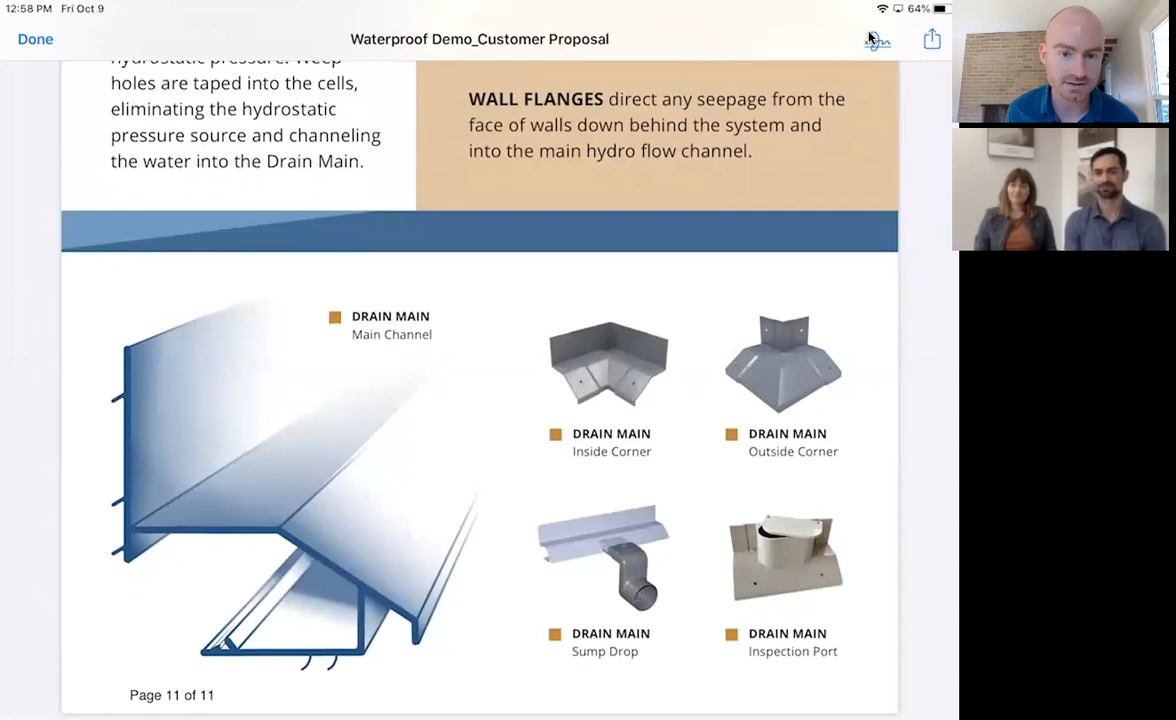 12:58 PM Fri Oct 9
64%
Done
Waterproof Demo_Customer Proposal
hydrostatic pressure. Weep
holes are taped into the cells,
eliminating the hydrostatic
pressure source and channeling
the water into the Drain Main.
WALL FLANGES direct any seepage from the
face of walls down behind the system and
into the main hydro flow channel.
DRAIN MAIN
Main Channel
DRAIN MAIN
Inside Corner
DRAIN MAIN
Outside Corner
DRAIN MAIN
Sump Drop
DRAIN MAIN
Inspection Port
Page 11 of 11